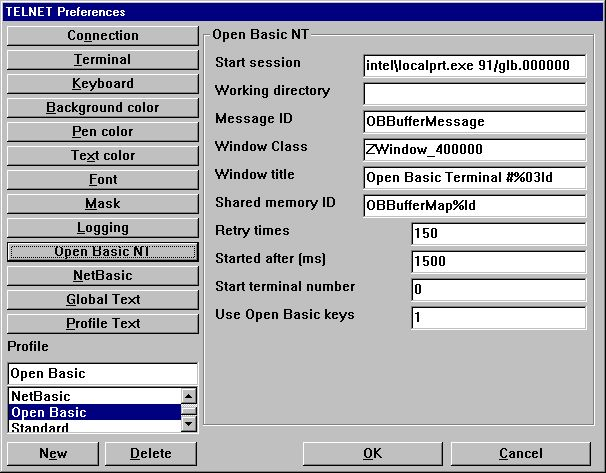 TELNET Preferences
Connection
Terminal
Keyboard
Background color
Pen color
Text color
Font
Mask
Logging
Open Basic NT
NetBasic
Global Text
Profile Text
Profile
Open Basic
NetBasic
Open Basic
Standard
New
Delete
Open Basic NT
Start session intel\localprt.exe 91/glb.000000
Working directory
Message ID OBBufferMessage
Window Class ZWindow_400000
Window title Open Basic Terminal #%03ld
Shared memory ID OBBufferMap%ld
Retry times 150
Started after (ms) 1500
Start terminal number 0
Use Open Basic keys 1
OK
Cancel